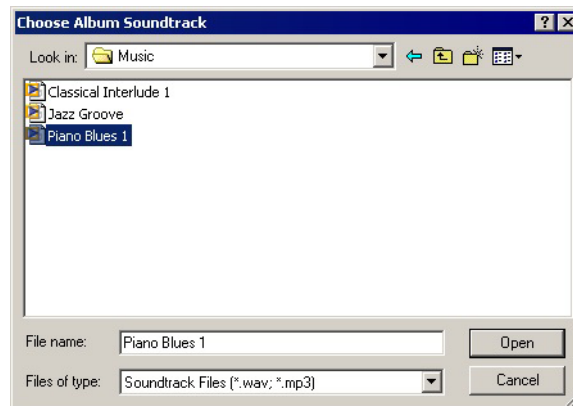 Choose Album Soundtrack
Look in: Music
Classical Interlude 1
Jazz Groove
Piano Blues 1
File name: Piano Blues 1 Open
Files of type: Soundtrack Files (*.wav; *.mp3) Cancel